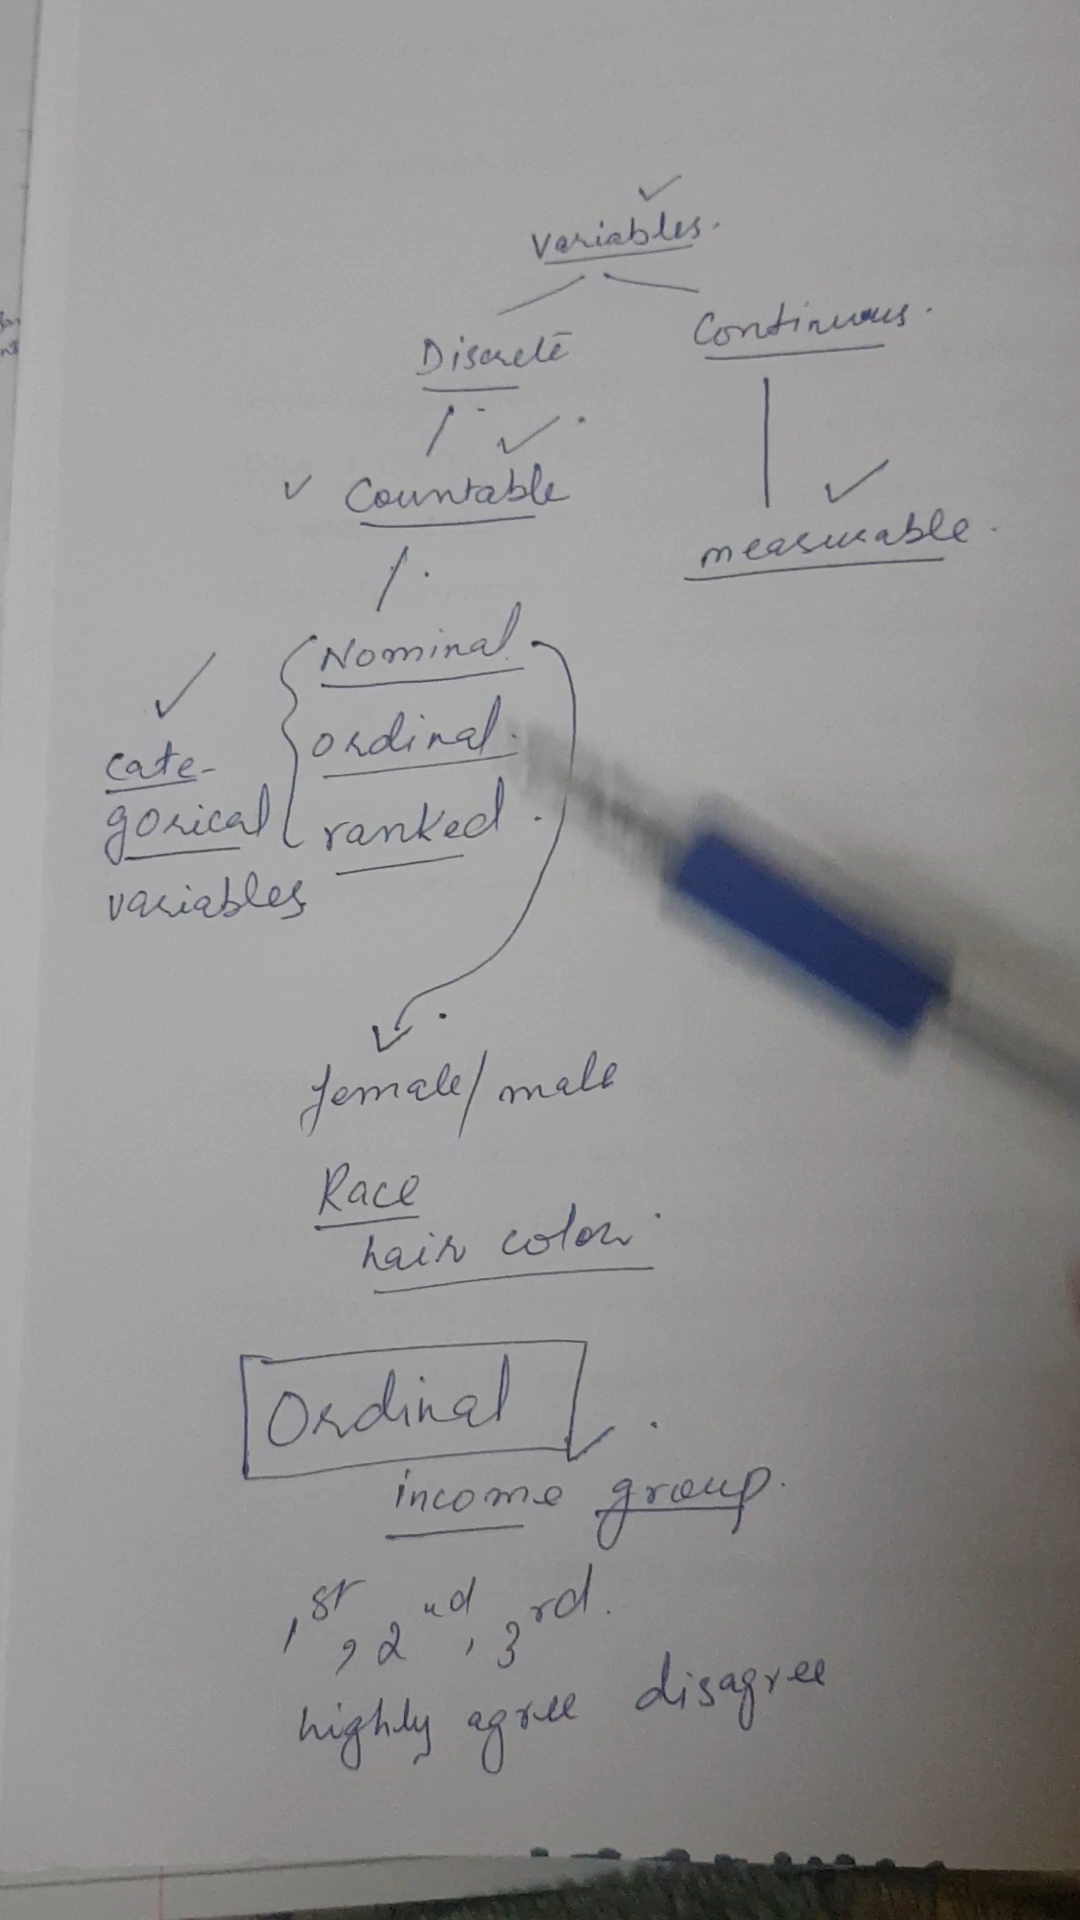 variables.
Discrete
Continuous.
Countable
measurable.
Nominal
ordinal.
ranked
cate-
gorical
variables
female/male
Race
hair color
Ordinal
income group.
1st, 2nd, 3rd.
highly agree disagree